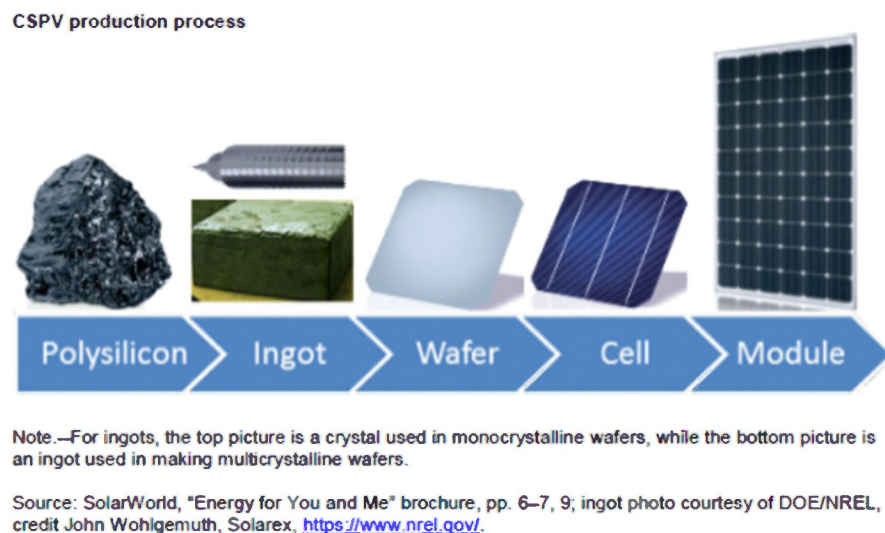 CSPV production process
Polysilicon
Ingot
Wafer
Cell
Module
Note.—For ingots, the top picture is a crystal used in monocrystalline wafers, while the bottom picture is
an ingot used in making multicrystalline wafers.
Source: SolarWorld, "Energy for You and Me" brochure, pp. 6–7, 9; ingot photo courtesy of DOE/NREL,
credit John Wohlgemuth, Solarex, https://www.nrel.gov/.